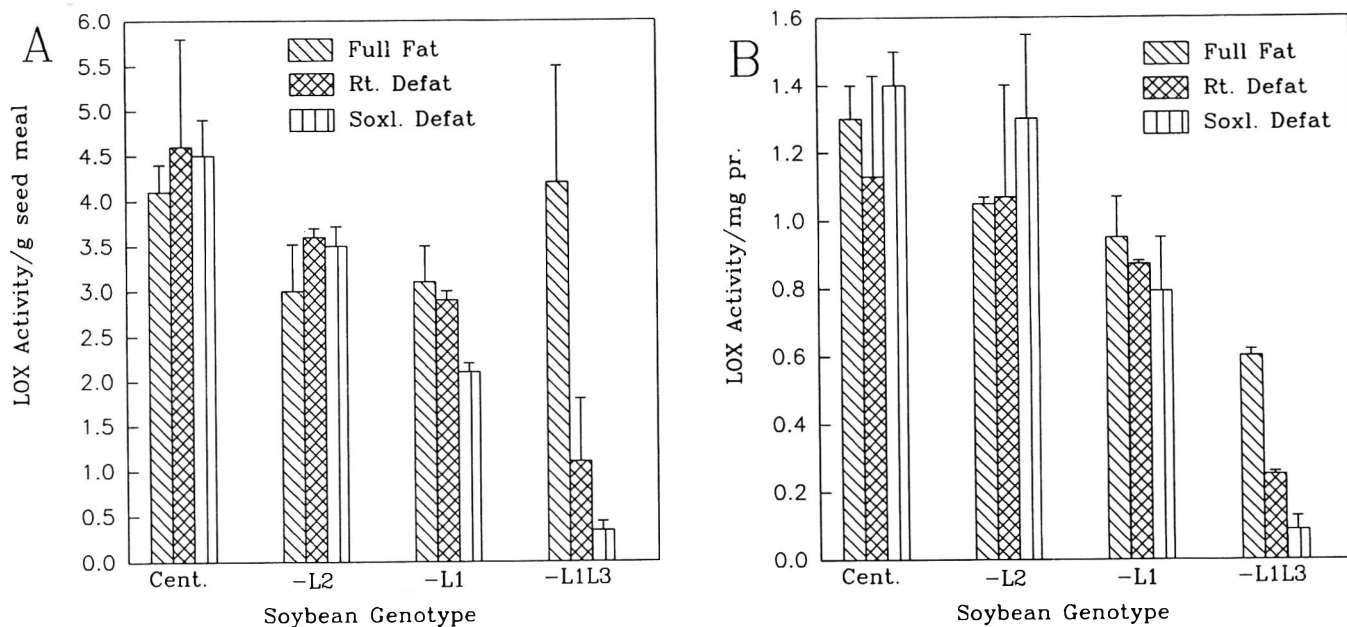 A
LOX Activity/g seed meal
6.0
5.5
5.0
4.5
4.0
3.5
3.0
2.5
2.0
1.5
1.0
0.5
0.0
Full Fat
Rt. Defat
Soxl. Defat
Cent. -L2 -L1 -L1L3
Soybean Genotype
B
LOX Activity/mg pr.
1.6
1.4
1.2
1.0
0.8
0.6
0.4
0.2
0.0
Full Fat
Rt. Defat
Soxl. Defat
Cent. -L2 -L1 -L1L3
Soybean Genotype